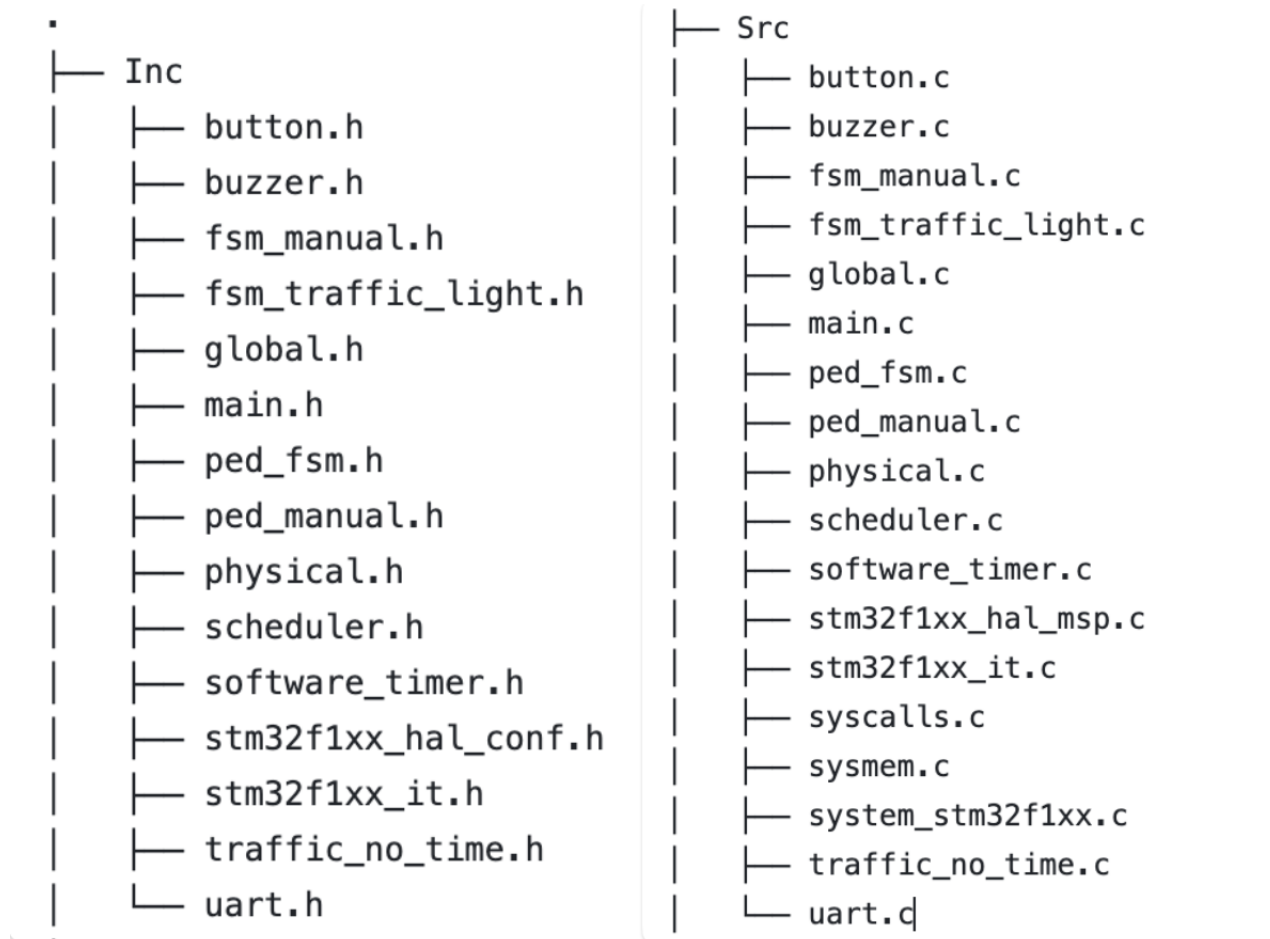 .
├── Inc
│   ├── button.h
│   ├── buzzer.h
│   ├── fsm_manual.h
│   ├── fsm_traffic_light.h
│   ├── global.h
│   ├── main.h
│   ├── ped_fsm.h
│   ├── ped_manual.h
│   ├── physical.h
│   ├── scheduler.h
│   ├── software_timer.h
│   ├── stm32f1xx_hal_conf.h
│   ├── stm32f1xx_it.h
│   ├── traffic_no_time.h
│   └── uart.h
├── Src
│   ├── button.c
│   ├── buzzer.c
│   ├── fsm_manual.c
│   ├── fsm_traffic_light.c
│   ├── global.c
│   ├── main.c
│   ├── ped_fsm.c
│   ├── ped_manual.c
│   ├── physical.c
│   ├── scheduler.c
│   ├── software_timer.c
│   ├── stm32f1xx_hal_msp.c
│   ├── stm32f1xx_it.c
│   ├── syscalls.c
│   ├── sysmem.c
│   ├── system_stm32f1xx.c
│   ├── traffic_no_time.c
│   └── uart.c